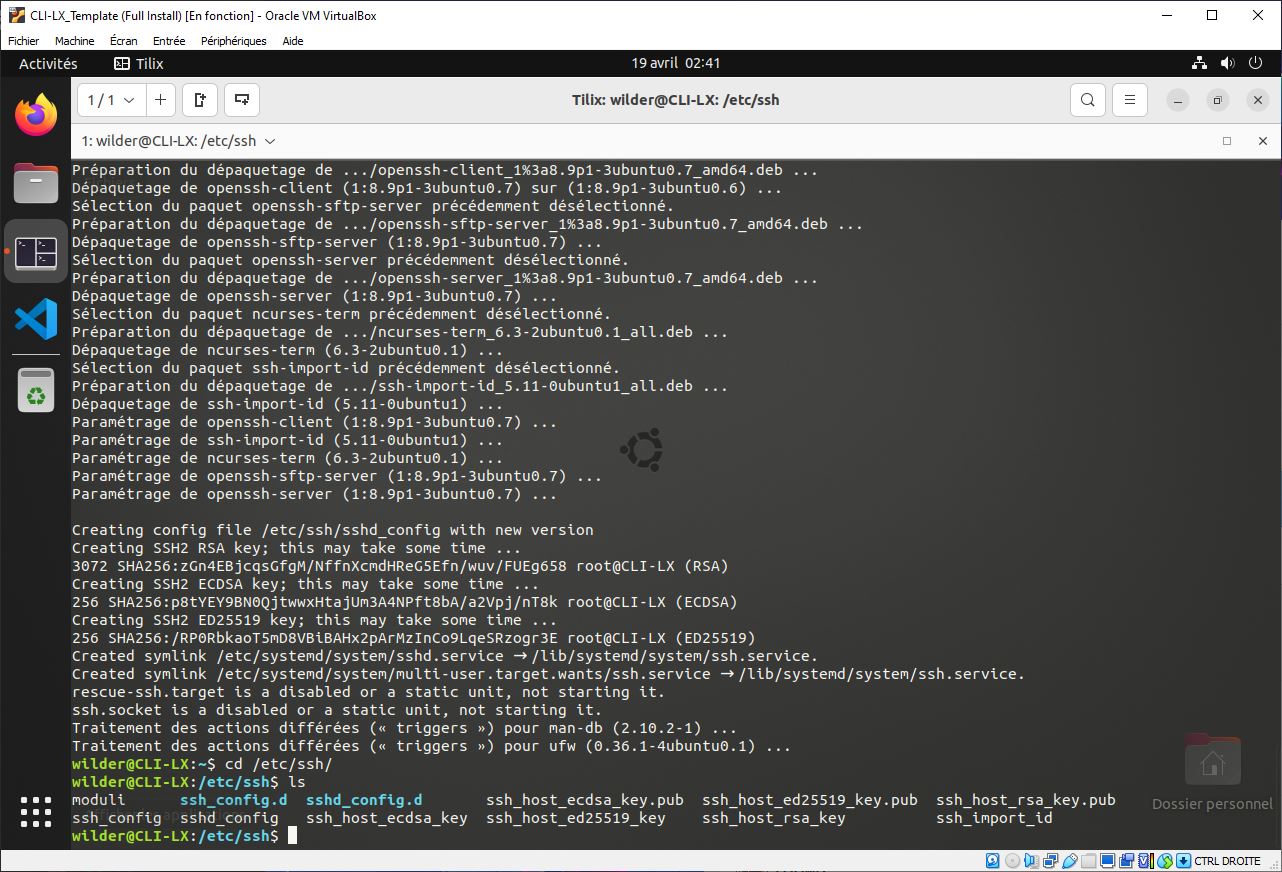 CLI-LX_Template (Full Install) [En fonction] - Oracle VM VirtualBox
Fichier Machine Écran Entrée Périphériques Aide
Activités Tilix 19 avril 02:41
1 / 1 Tilix: wilder@CLI-LX: /etc/ssh
1: wilder@CLI-LX: /etc/ssh
Préparation du dépaquetage de .../openssh-client_1%3a8.9p1-3ubuntu0.7_amd64.deb ...
Dépaquetage de openssh-client (1:8.9p1-3ubuntu0.7) sur (1:8.9p1-3ubuntu0.6) ...
Sélection du paquet openssh-sftp-server précédemment désélectionné.
Préparation du dépaquetage de .../openssh-sftp-server_1%3a8.9p1-3ubuntu0.7_amd64.deb ...
Dépaquetage de openssh-sftp-server (1:8.9p1-3ubuntu0.7) ...
Sélection du paquet openssh-server précédemment désélectionné.
Préparation du dépaquetage de .../openssh-server_1%3a8.9p1-3ubuntu0.7_amd64.deb ...
Dépaquetage de openssh-server (1:8.9p1-3ubuntu0.7) ...
Sélection du paquet ncurses-term précédemment désélectionné.
Préparation du dépaquetage de .../ncurses-term_6.3-2ubuntu0.1_all.deb ...
Dépaquetage de ncurses-term (6.3-2ubuntu0.1) ...
Sélection du paquet ssh-import-id précédemment désélectionné.
Préparation du dépaquetage de .../ssh-import-id_5.11-0ubuntu1_all.deb ...
Dépaquetage de ssh-import-id (5.11-0ubuntu1) ...
Paramétrage de openssh-client (1:8.9p1-3ubuntu0.7) ...
Paramétrage de ssh-import-id (5.11-0ubuntu1) ...
Paramétrage de ncurses-term (6.3-2ubuntu0.1) ...
Paramétrage de openssh-sftp-server (1:8.9p1-3ubuntu0.7) ...
Paramétrage de openssh-server (1:8.9p1-3ubuntu0.7) ...
Creating config file /etc/ssh/sshd_config with new version
Creating SSH2 RSA key; this may take some time ...
3072 SHA256:zGn4EBjcqsGfgM/NffnXcmdHReG5Efn/wuv/FUEg658 root@CLI-LX (RSA)
Creating SSH2 ECDSA key; this may take some time ...
256 SHA256:p8tYEY9BN0QjtwwxHtajUm3A4NPft8bA/a2Vpj/nT8k root@CLI-LX (ECDSA)
Creating SSH2 ED25519 key; this may take some time ...
256 SHA256:/RP0RbkaoT5mD8VBiBAHx2pArMzInCo9LqeSRzogr3E root@CLI-LX (ED25519)
Created symlink /etc/systemd/system/sshd.service → /lib/systemd/system/ssh.service.
Created symlink /etc/systemd/system/multi-user.target.wants/ssh.service → /lib/systemd/system/ssh.service.
rescue-ssh.target is a disabled or a static unit, not starting it.
ssh.socket is a disabled or a static unit, not starting it.
Traitement des actions différées (« triggers ») pour man-db (2.10.2-1) ...
Traitement des actions différées (« triggers ») pour ufw (0.36.1-4ubuntu0.1) ...
wilder@CLI-LX:~$ cd /etc/ssh/
wilder@CLI-LX:/etc/ssh$ ls
moduli ssh_config.d sshd_config.d ssh_host_ecdsa_key.pub ssh_host_ed25519_key.pub ssh_host_rsa_key.pub
ssh_config sshd_config ssh_host_ecdsa_key ssh_host_ed25519_key ssh_host_rsa_key ssh_import_id
wilder@CLI-LX:/etc/ssh$
Dossier personnel
CTRL DROITE